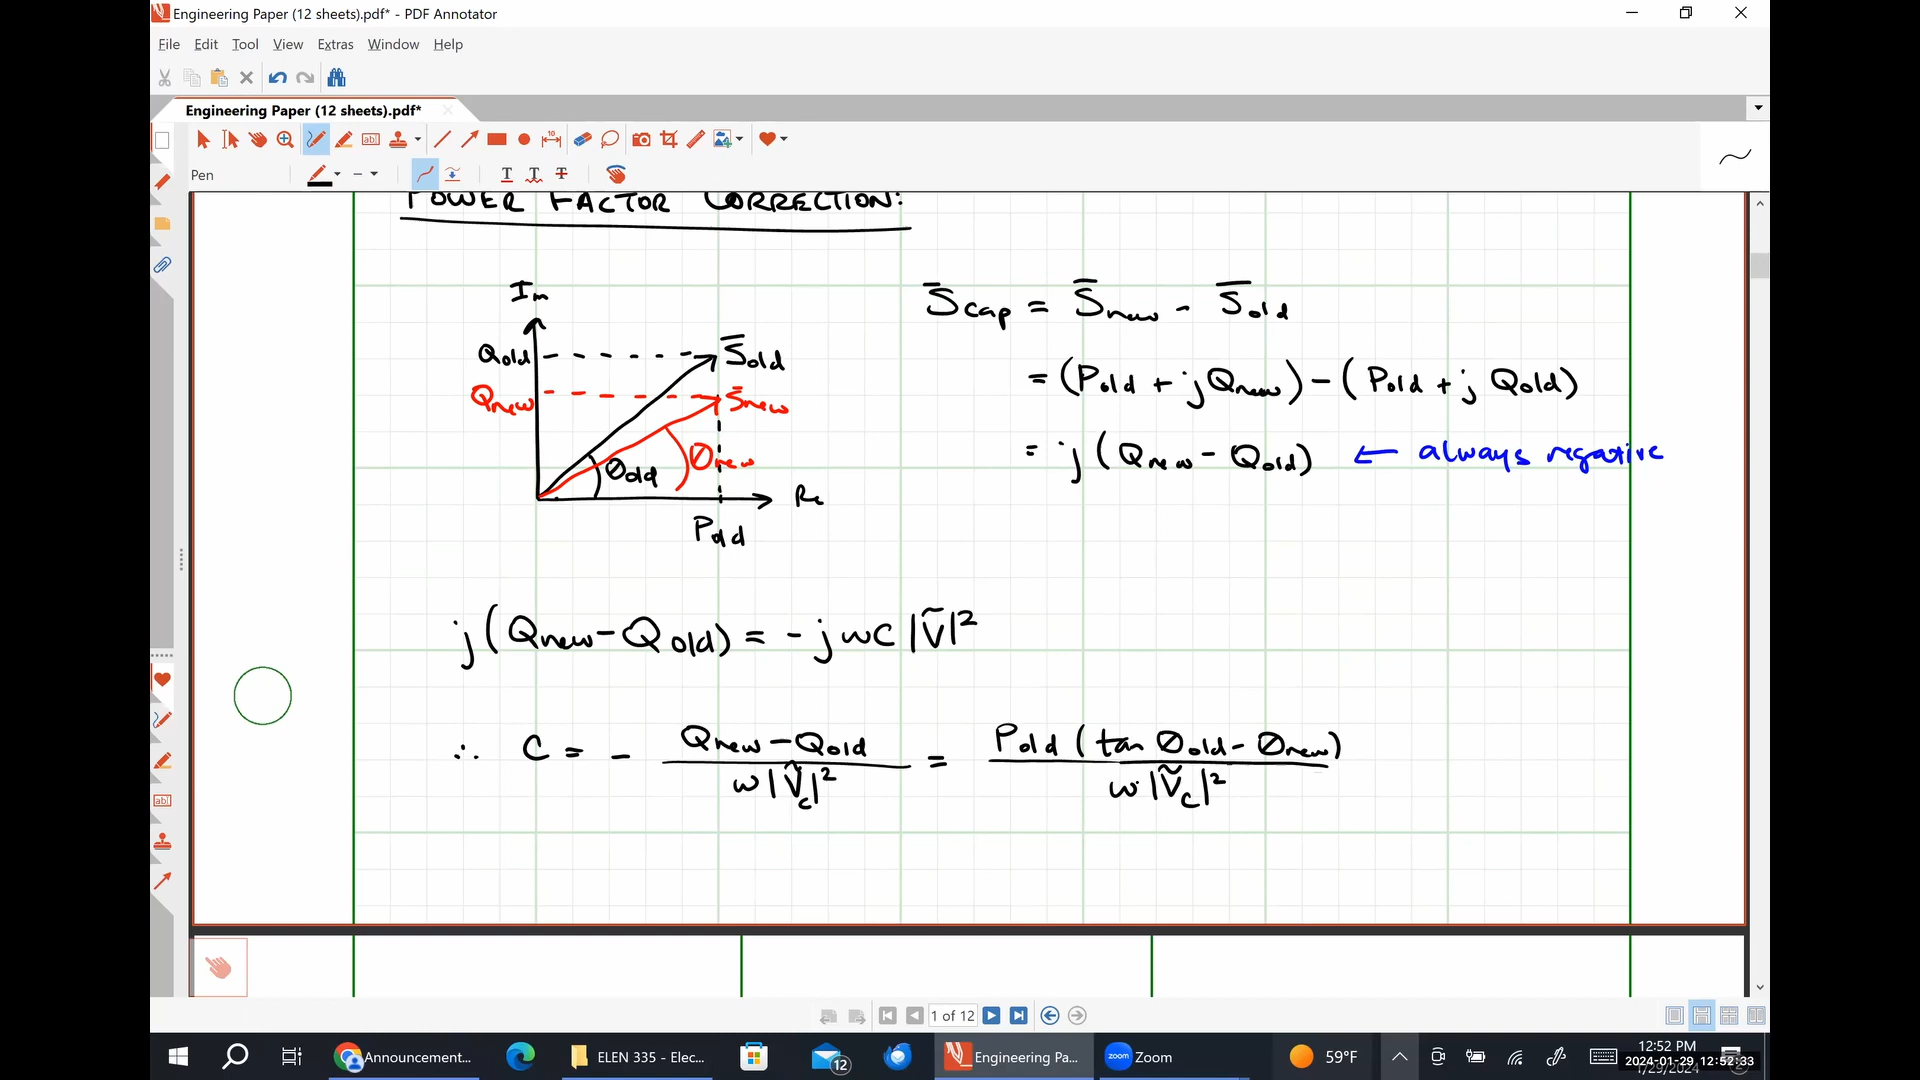 Engineering Paper (12 sheets).pdf* - PDF Annotator
File Edit Tool View Extras Window Help
Engineering Paper (12 sheets).pdf*
Pen
POWER FACTOR CORRECTION:
Im
Qold
S̅old
Qnew
S̅new
θold
θnew
Re
Pold
S̅cap = S̅new - S̅old
= (Pold + jQnew) - (Pold + j Qold)
= j (Qnew - Qold) ← always negative
j (Qnew - Qold) = - j ωC |Ṽ|²
∴ C = - (Qnew - Qold) / ω |Ṽc|² = Pold (tan θold - θnew) / ω |Ṽc|²
1 of 12
Announcement...
ELEN 335 - Elec...
12
Engineering Pa...
zoom Zoom
59°F
12:52 PM
2024-01-29, 12:52:33
1/29/2024